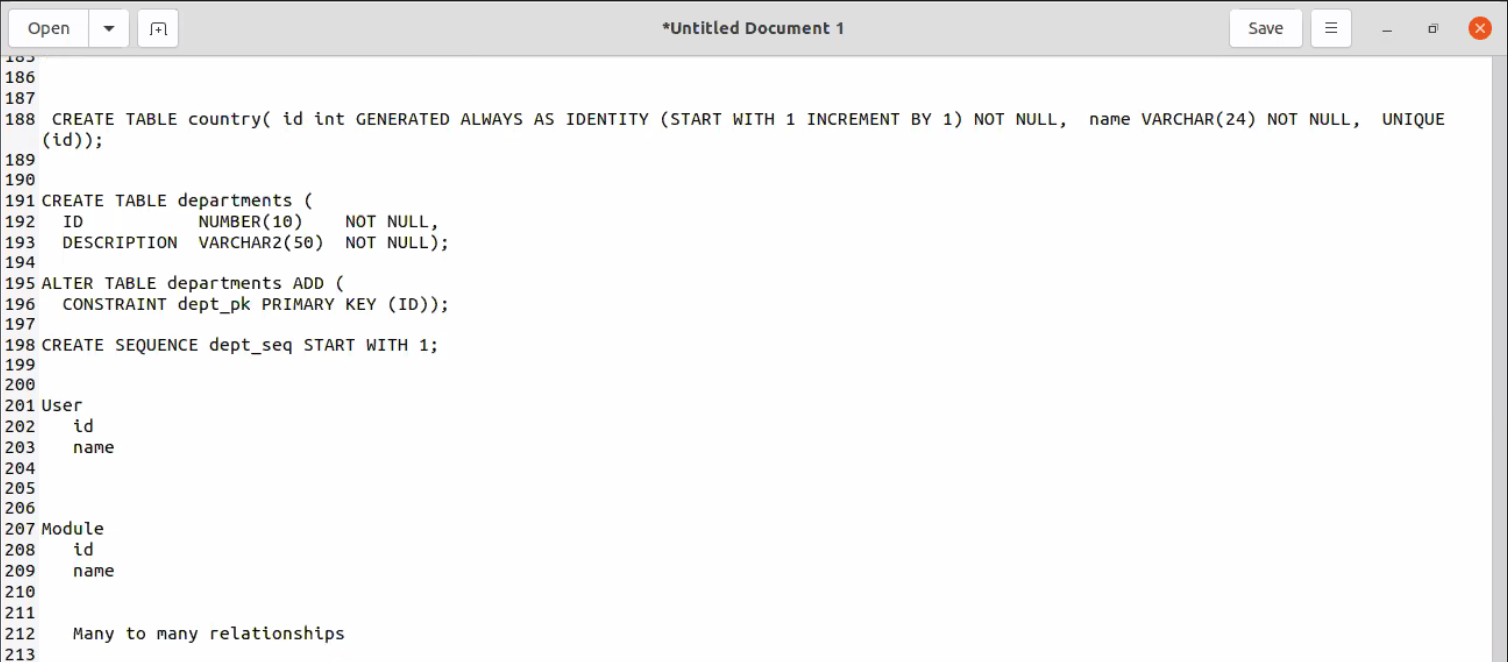 Open
*Untitled Document 1
Save
185
186
187
188 CREATE TABLE country( id int GENERATED ALWAYS AS IDENTITY (START WITH 1 INCREMENT BY 1) NOT NULL,  name VARCHAR(24) NOT NULL,  UNIQUE
(id));
189
190
191 CREATE TABLE departments (
192   ID           NUMBER(10)    NOT NULL,
193   DESCRIPTION  VARCHAR2(50)  NOT NULL);
194
195 ALTER TABLE departments ADD (
196   CONSTRAINT dept_pk PRIMARY KEY (ID));
197
198 CREATE SEQUENCE dept_seq START WITH 1;
199
200
201 User
202    id
203    name
204
205
206
207 Module
208    id
209    name
210
211
212    Many to many relationships
213